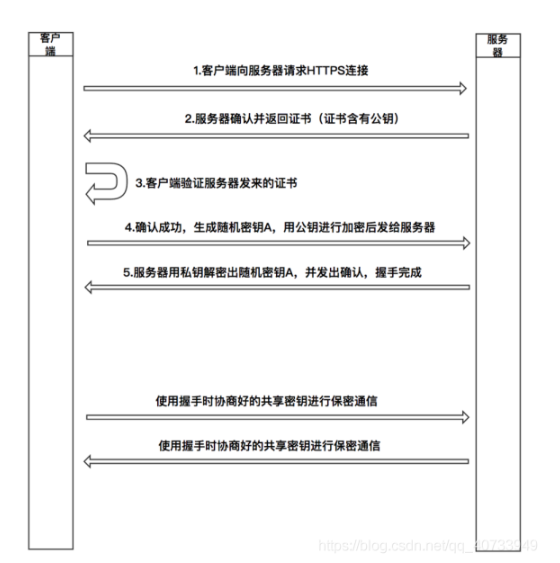 客户
端
服务
器
1.客户端向服务器请求HTTPS连接
2.服务器确认并返回证书（证书含有公钥）
3.客户端验证服务器发来的证书
4.确认成功，生成随机密钥A，用公钥进行加密后发给服务器
5.服务器用私钥解密出随机密钥A，并发出确认，握手完成
使用握手时协商好的共享密钥进行保密通信
使用握手时协商好的共享密钥进行保密通信
https://blog.csdn.net/qq_40733949